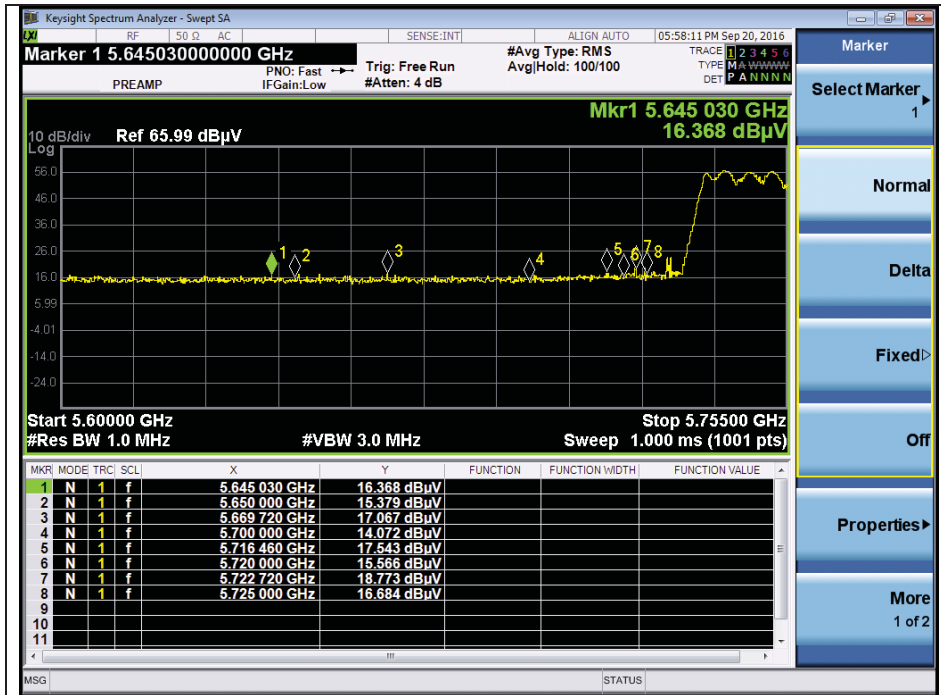 Keysight Spectrum Analyzer - Swept SA
LXI RF 50 Ω AC SENSE:INT ALIGN AUTO 05:58:11 PM Sep 20, 2016
Marker 1 5.645030000000 GHz
PREAMP
PNO: Fast
IFGain:Low
Trig: Free Run
#Atten: 4 dB
#Avg Type: RMS
Avg|Hold: 100/100
TRACE 1 2 3 4 5 6
TYPE M A W W W W
DET P A N N N N
Mkr1 5.645 030 GHz
16.368 dBµV
10 dB/div Ref 65.99 dBµV
Log
56.0
46.0
36.0
26.0
16.0
5.99
-4.01
-14.0
-24.0
1 2 3 4 5 6 7 8
Start 5.60000 GHz Stop 5.75500 GHz
#Res BW 1.0 MHz #VBW 3.0 MHz Sweep 1.000 ms (1001 pts)
MKR MODE TRC SCL X Y FUNCTION FUNCTION WIDTH FUNCTION VALUE
1 N 1 f 5.645 030 GHz 16.368 dBµV
2 N 1 f 5.650 000 GHz 15.379 dBµV
3 N 1 f 5.669 720 GHz 17.067 dBµV
4 N 1 f 5.700 000 GHz 14.072 dBµV
5 N 1 f 5.716 460 GHz 17.543 dBµV
6 N 1 f 5.720 000 GHz 15.566 dBµV
7 N 1 f 5.722 720 GHz 18.773 dBµV
8 N 1 f 5.725 000 GHz 16.684 dBµV
9
10
11
MSG STATUS
Marker
Select Marker
1
Normal
Delta
Fixed
Off
Properties
More
1 of 2